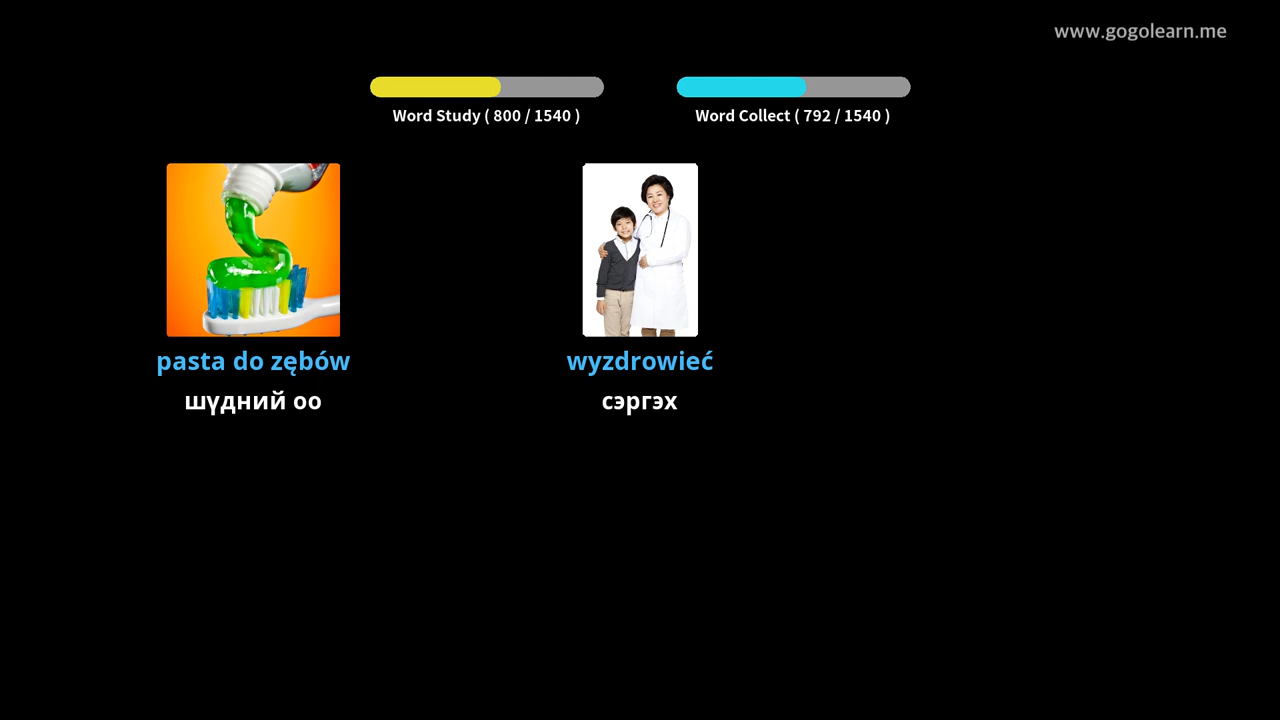 www.gogolearn.me
Word Study ( 800 / 1540 )
Word Collect ( 792 / 1540 )
pasta do zębów
шүдний оо
wyzdrowieć
сэргэх